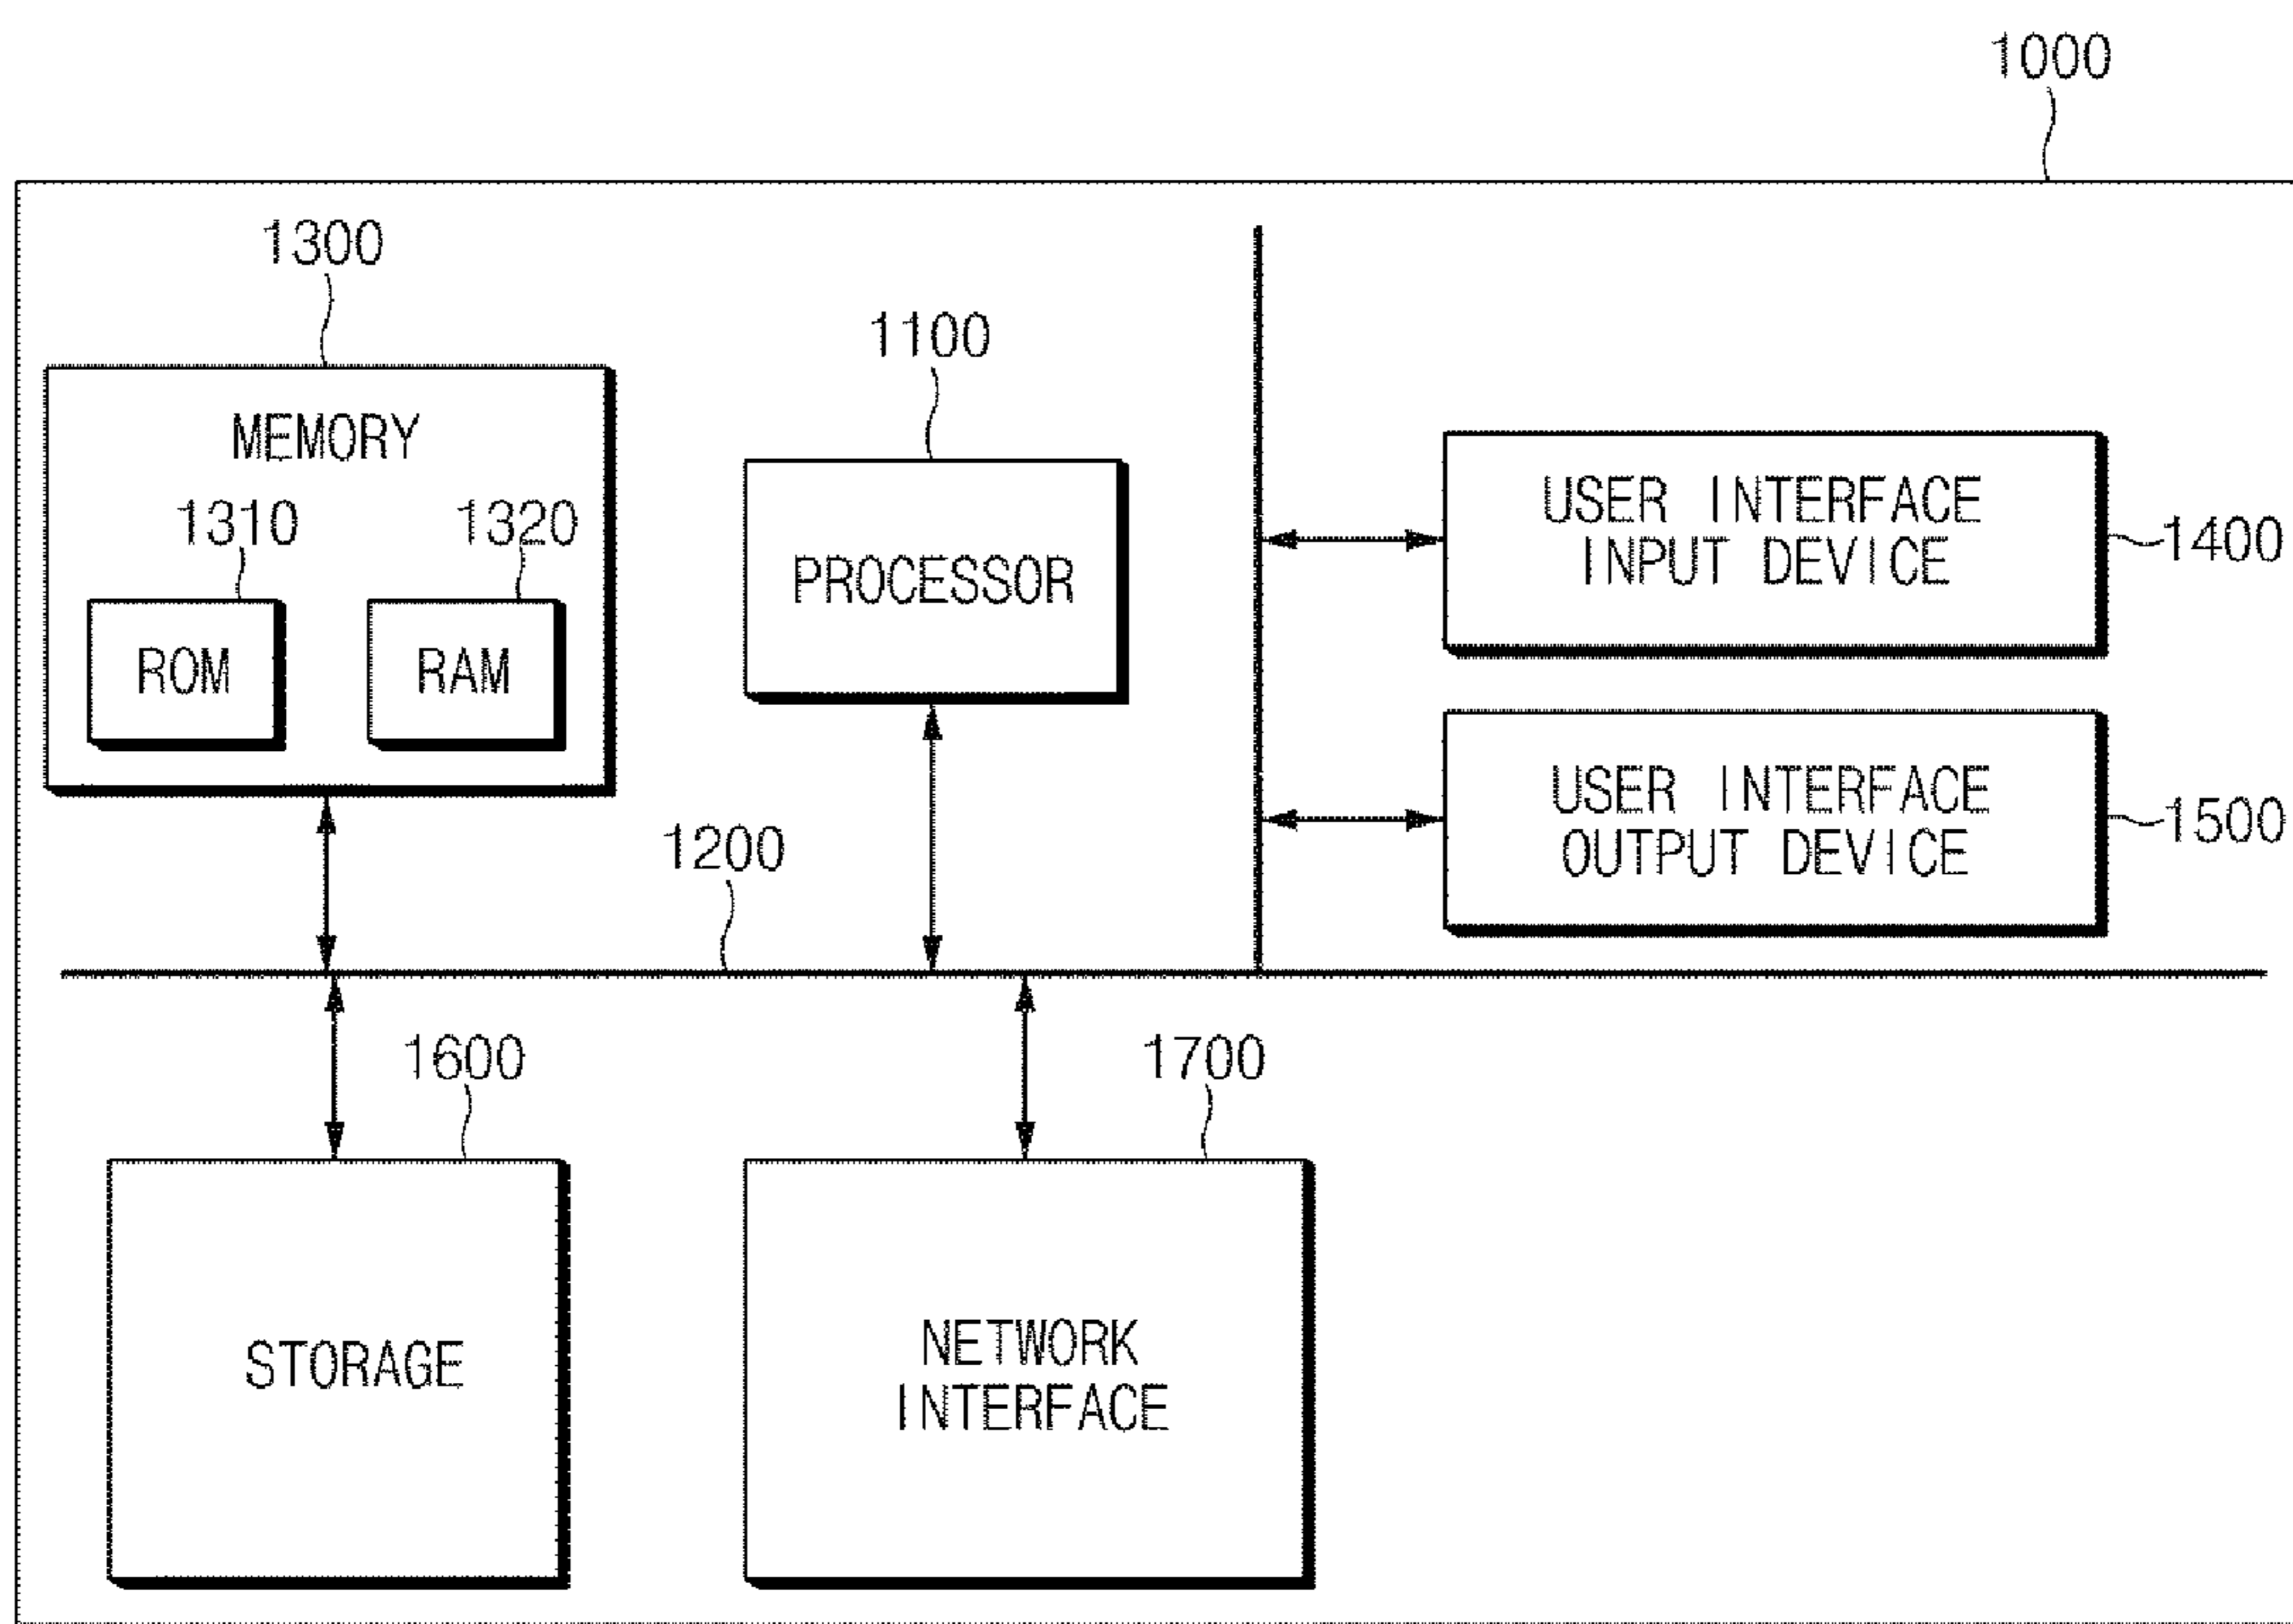 1000
1300
1100
MEMORY
1310
1320
ROM
RAM
PROCESSOR
USER INTERFACE
INPUT DEVICE
1400
USER INTERFACE
OUTPUT DEVICE
1500
1200
1600
1700
STORAGE
NETWORK
INTERFACE